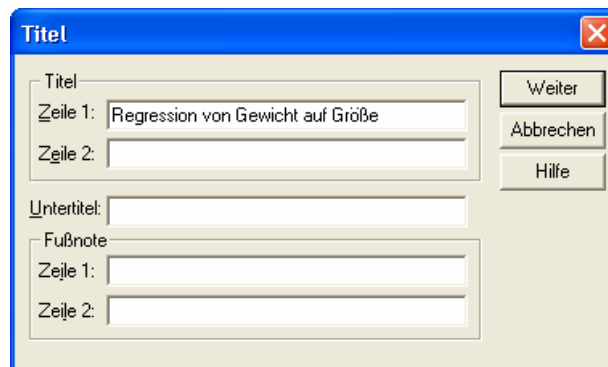 Titel
Titel
Zeile 1: Regression von Gewicht auf Größe
Zeile 2:
Untertitel:
Fußnote
Zeile 1:
Zeile 2:
Weiter
Abbrechen
Hilfe